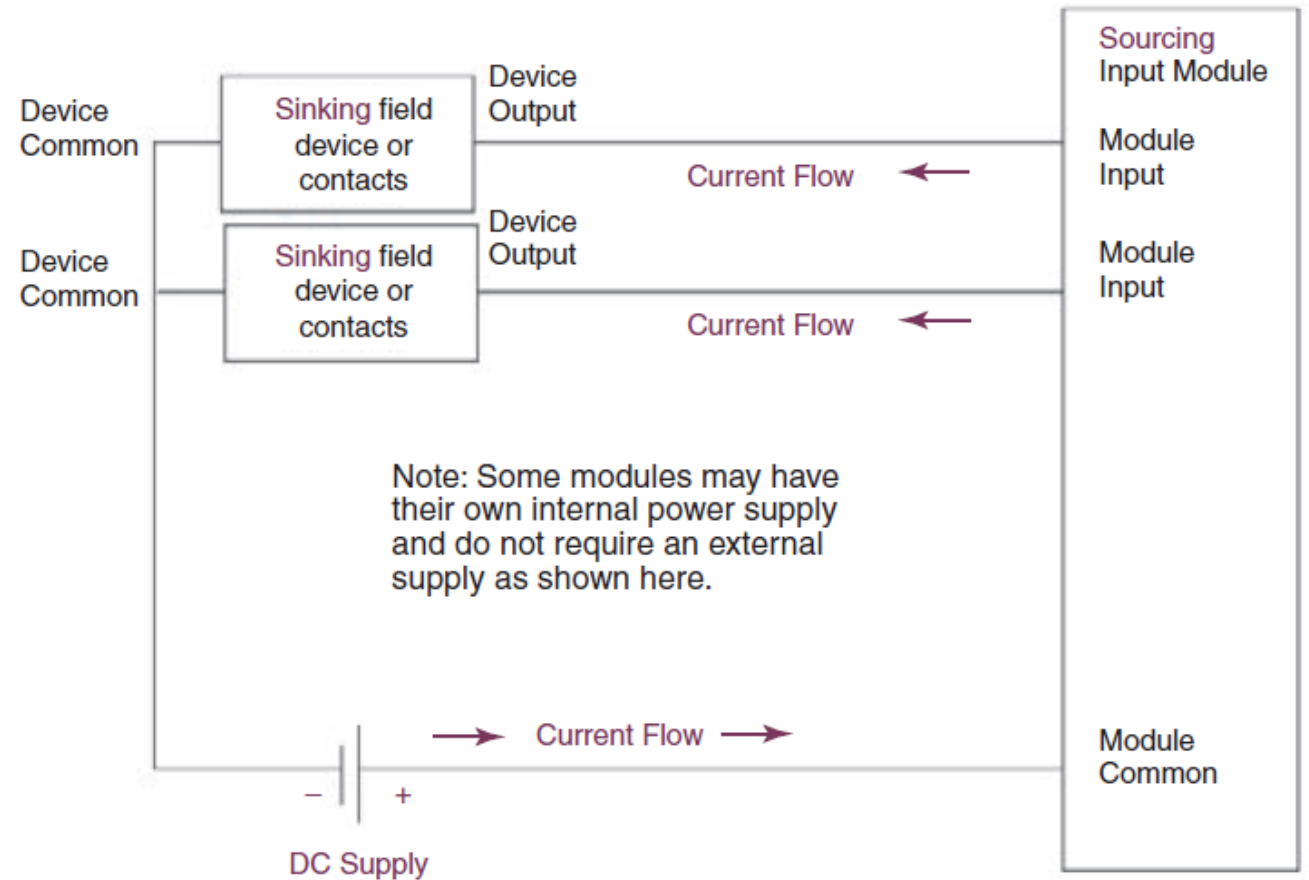 Sourcing
Input Module
Device
Common
Sinking field
device or
contacts
Device
Output
Module
Input
Current Flow
Device
Common
Sinking field
device or
contacts
Device
Output
Module
Input
Current Flow
Note: Some modules may have
their own internal power supply
and do not require an external
supply as shown here.
Current Flow
Module
Common
– +
DC Supply